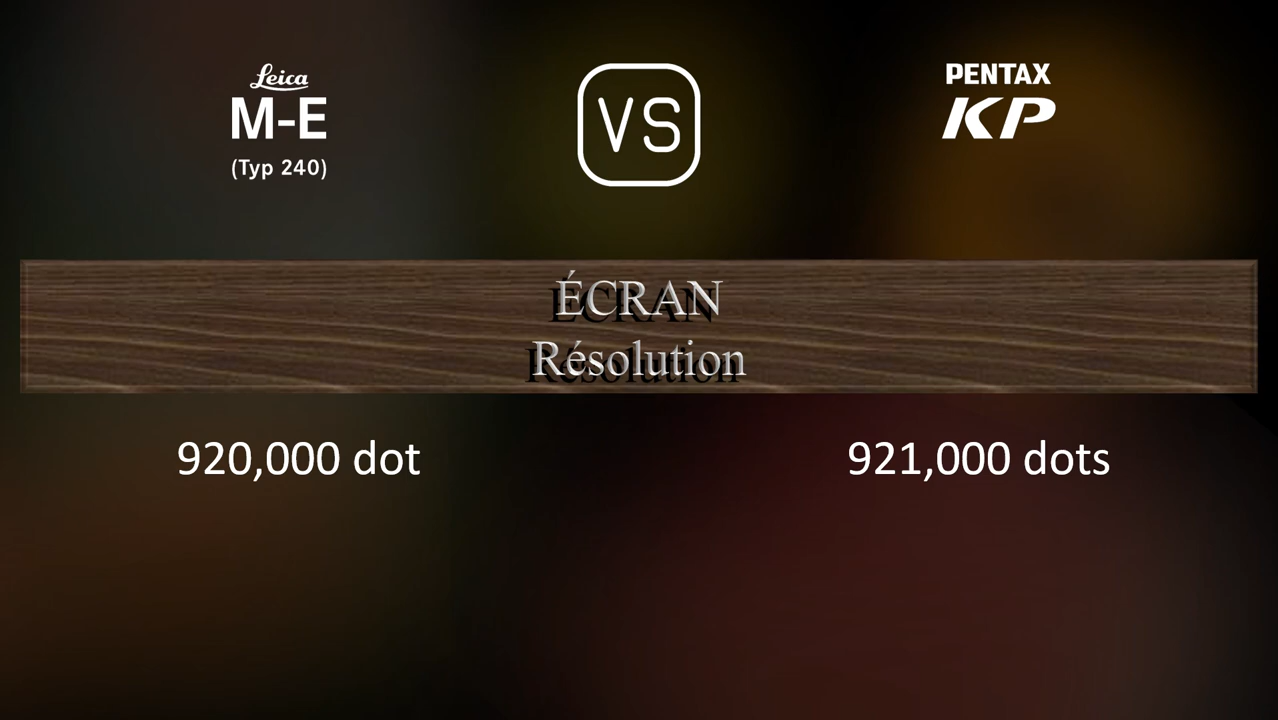 Leica
M-E
(Typ 240)
VS
PENTAX
KP
ÉCRAN
Résolution
920,000 dot
921,000 dots